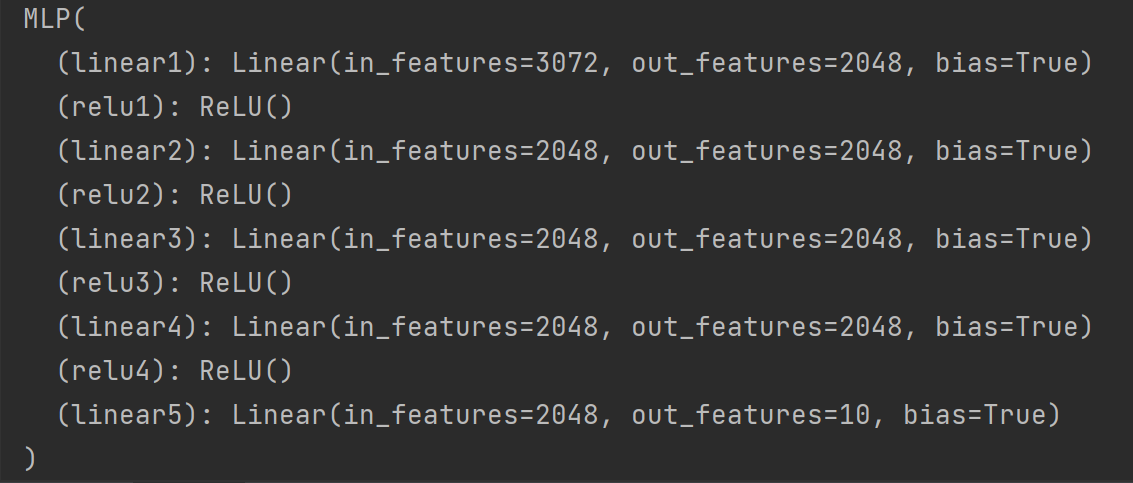 MLP(
  (linear1): Linear(in_features=3072, out_features=2048, bias=True)
  (relu1): ReLU()
  (linear2): Linear(in_features=2048, out_features=2048, bias=True)
  (relu2): ReLU()
  (linear3): Linear(in_features=2048, out_features=2048, bias=True)
  (relu3): ReLU()
  (linear4): Linear(in_features=2048, out_features=2048, bias=True)
  (relu4): ReLU()
  (linear5): Linear(in_features=2048, out_features=10, bias=True)
)